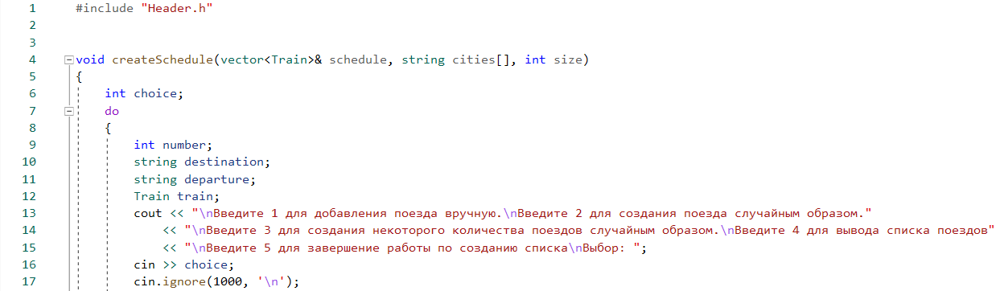 1 #include "Header.h"
2
3
4 void createSchedule(vector<Train>& schedule, string cities[], int size)
5 {
6 int choice;
7 do
8 {
9 int number;
10 string destination;
11 string departure;
12 Train train;
13 cout << "\nВведите 1 для добавления поезда вручную.\nВведите 2 для создания поезда случайным образом."
14 << "\nВведите 3 для создания некоторого количества поездов случайным образом.\nВведите 4 для вывода списка поездов"
15 << "\nВведите 5 для завершение работы по созданию списка\nВыбор: ";
16 cin >> choice;
17 cin.ignore(1000, '\n');